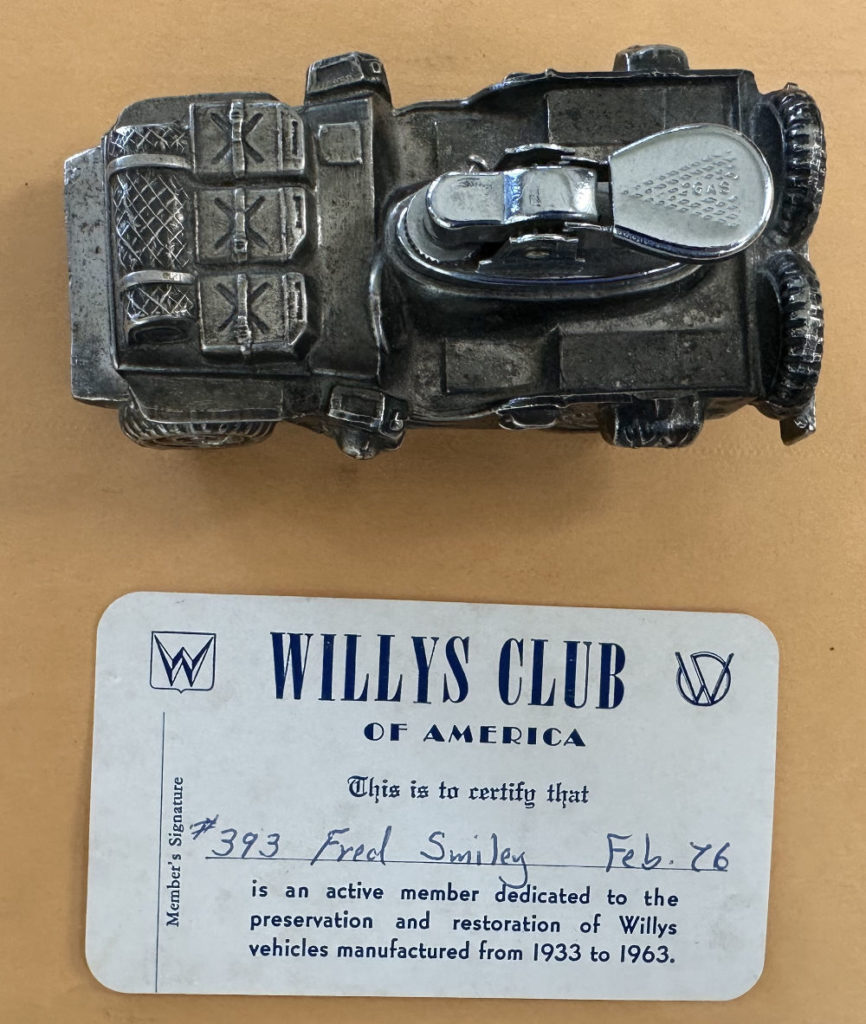 GAS
W WILLYS CLUB W
OF AMERICA
This is to certify that
#393 Fred Smiley Feb. 76
is an active member dedicated to the
preservation and restoration of Willys
vehicles manufactured from 1933 to 1963.
Member's Signature